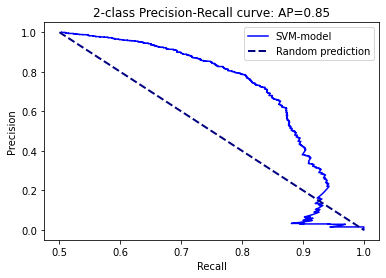 2-class Precision-Recall curve: AP=0.85
SVM-model
Random prediction
Precision
1.0
0.8
0.6
0.4
0.2
0.0
0.5 0.6 0.7 0.8 0.9 1.0
Recall